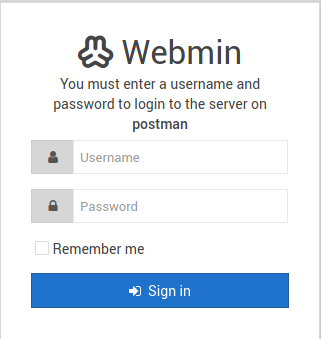 Webmin
You must enter a username and
password to login to the server on
postman
Username
Password
Remember me
Sign in